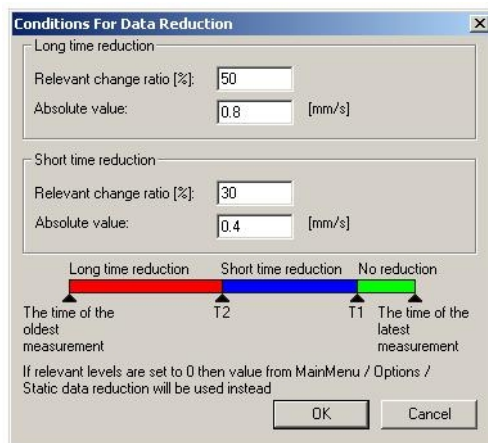 Conditions For Data Reduction
Long time reduction
Relevant change ratio [%]: 50
Absolute value: 0.8 [mm/s]
Short time reduction
Relevant change ratio [%]: 30
Absolute value: 0.4 [mm/s]
Long time reduction Short time reduction No reduction
The time of the oldest measurement T2 T1 The time of the latest measurement
If relevant levels are set to 0 then value from MainMenu / Options /
Static data reduction will be used instead
OK Cancel